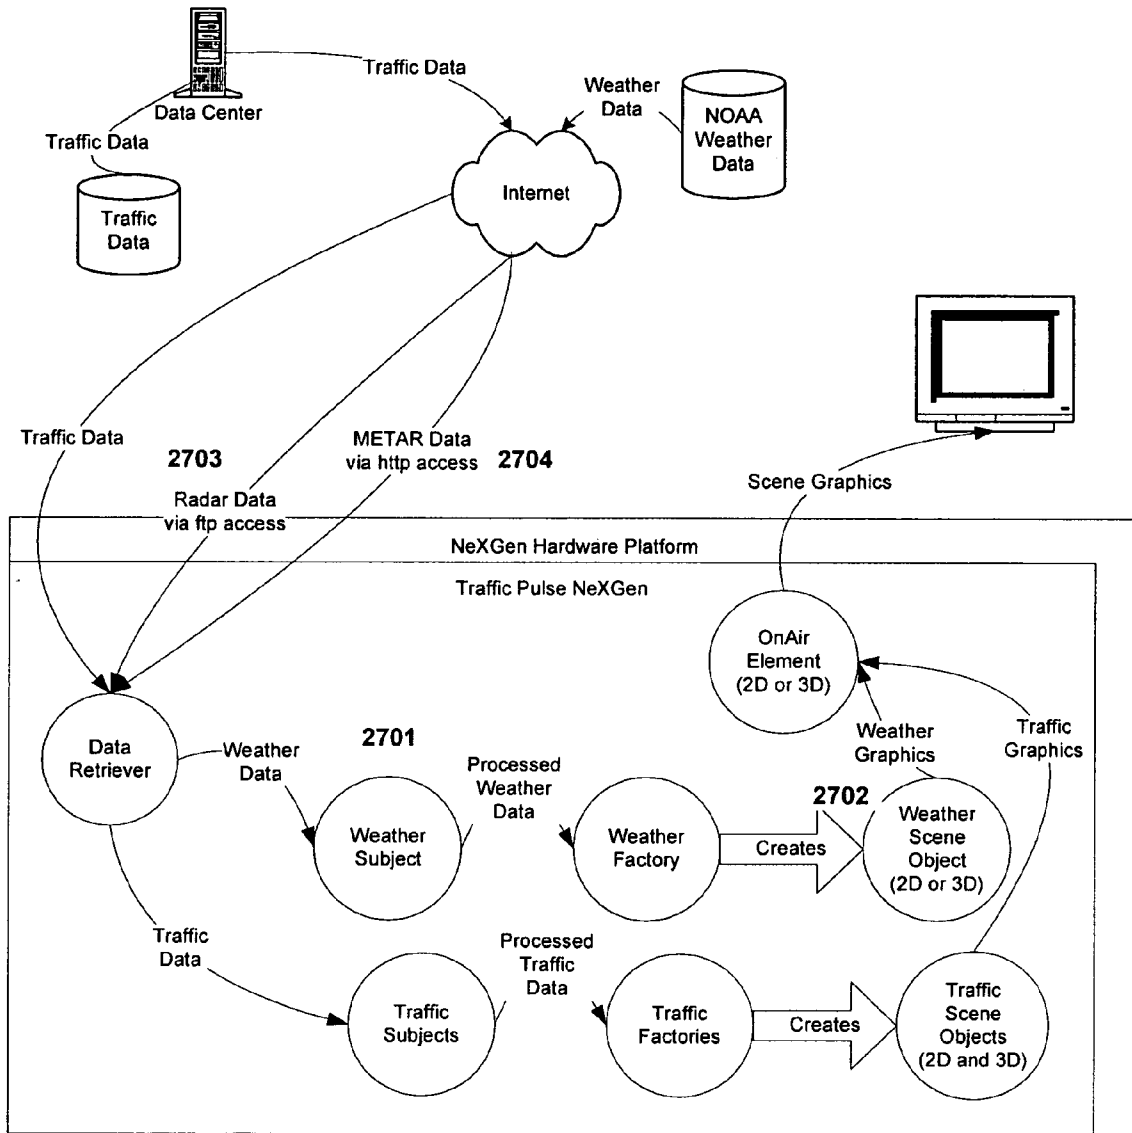 Traffic Data
Data Center
Weather
Data
NOAA
Weather
Data
Traffic Data
Traffic
Data
Internet
Traffic Data
2703
Radar Data
via ftp access
METAR Data
via http access
2704
Scene Graphics
NeXGen Hardware Platform
Traffic Pulse NeXGen
OnAir
Element
(2D or 3D)
Data
Retriever
Weather
Data
2701
Weather
Subject
Processed
Weather
Data
Weather
Factory
Creates
2702
Weather
Graphics
Traffic
Graphics
Weather
Scene
Object
(2D or 3D)
Traffic
Data
Traffic
Subjects
Processed
Traffic
Data
Traffic
Factories
Creates
Traffic
Scene
Objects
(2D and 3D)